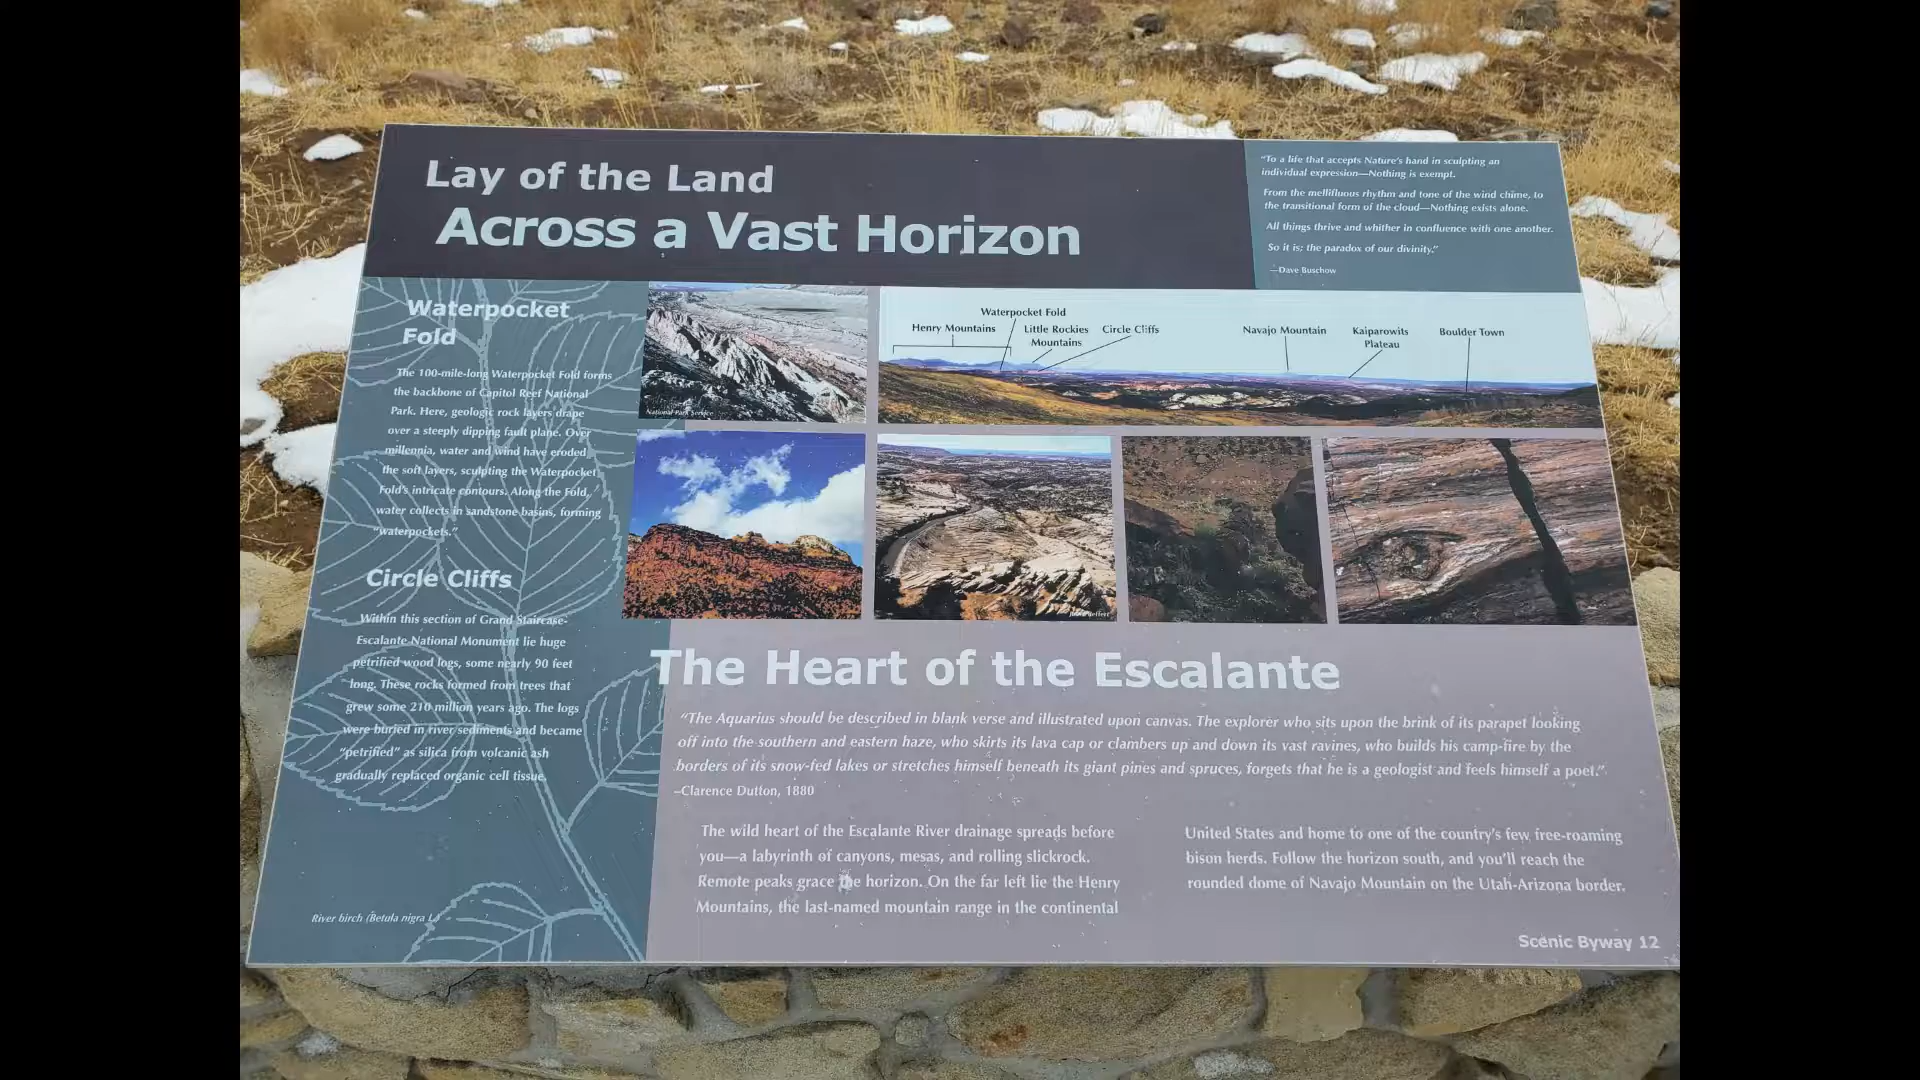 Lay of the Land
Across a Vast Horizon
"To a life that accepts Nature's hand in sculpting an
individual expression—Nothing is exempt.
From the mellifluous rhythm and tone of the wind chime, to
the transitional form of the cloud—Nothing exists alone.
All things thrive and whither in confluence with one another.
So it is; the paradox of our divinity."
—Dave Buschow
Waterpocket
Fold
The 100-mile-long Waterpocket Fold forms
the backbone of Capitol Reef National
Park. Here, geologic rock layers drape
over a steeply dipping fault plane. Over
millennia, water and wind have eroded
the soft layers, sculpting the Waterpocket
Fold's intricate contours. Along the Fold,
water collects in sandstone basins, forming
"waterpockets."
Circle Cliffs
Within this section of Grand Staircase-
Escalante National Monument lie huge
petrified wood logs, some nearly 90 feet
long. These rocks formed from trees that
grew some 210 million years ago. The logs
were buried in river sediments and became
"petrified" as silica from volcanic ash
gradually replaced organic cell tissue.
River birch (Betula nigra L.)
National Park Service
Waterpocket Fold
Henry Mountains
Little Rockies
Mountains
Circle Cliffs
Navajo Mountain
Kaiparowits
Plateau
Boulder Town
The Heart of the Escalante
"The Aquarius should be described in blank verse and illustrated upon canvas. The explorer who sits upon the brink of its parapet looking
off into the southern and eastern haze, who skirts its lava cap or clambers up and down its vast ravines, who builds his camp-fire by the
borders of its snow-fed lakes or stretches himself beneath its giant pines and spruces, forgets that he is a geologist and feels himself a poet."
–Clarence Dutton, 1880
The wild heart of the Escalante River drainage spreads before
you—a labyrinth of canyons, mesas, and rolling slickrock.
Remote peaks grace the horizon. On the far left lie the Henry
Mountains, the last-named mountain range in the continental
United States and home to one of the country's few free-roaming
bison herds. Follow the horizon south, and you'll reach the
rounded dome of Navajo Mountain on the Utah-Arizona border.
Scenic Byway 12